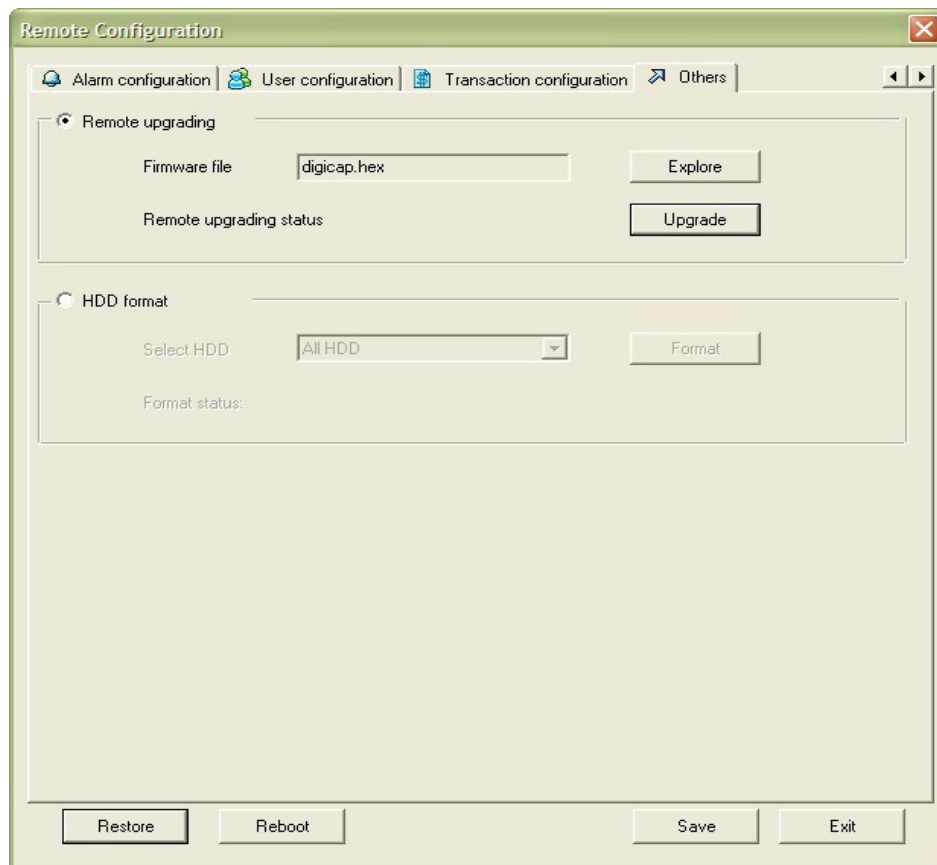 Remote Configuration
Alarm configuration User configuration Transaction configuration Others
Remote upgrading
Firmware file digicap.hex Explore
Remote upgrading status Upgrade
HDD format
Select HDD All HDD Format
Format status:
Restore Reboot Save Exit